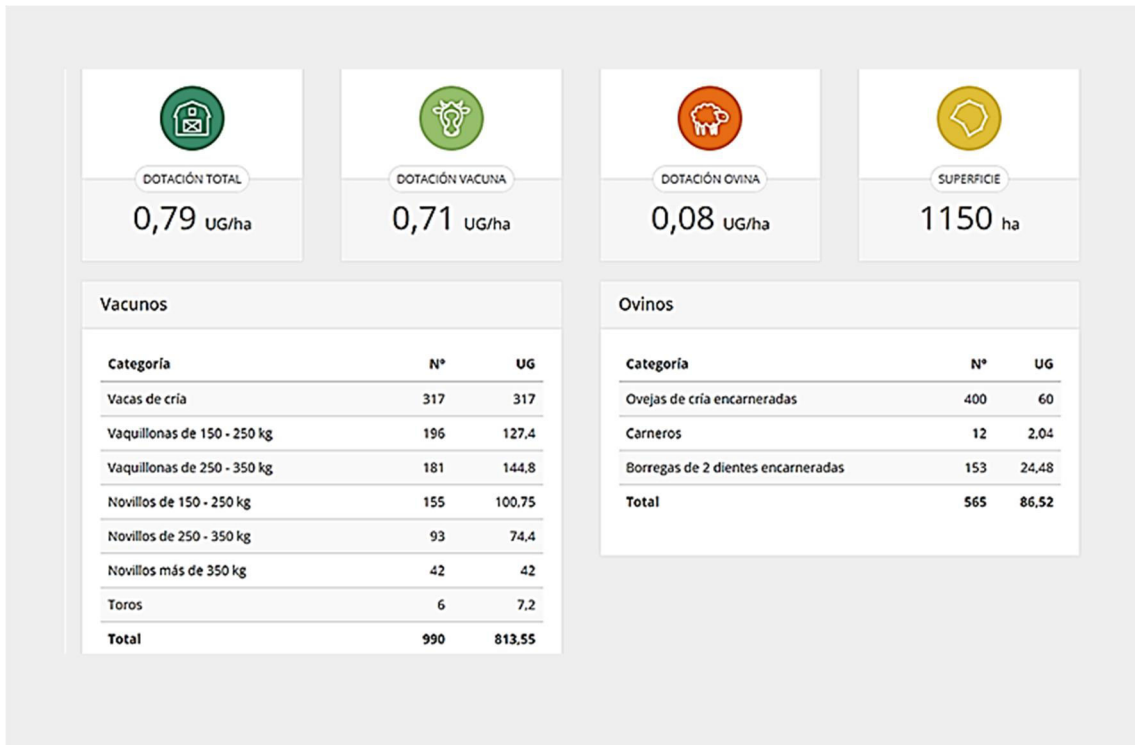 DOTACIÓN TOTAL
0,79 UG/ha
DOTACIÓN VACUNA
0,71 UG/ha
DOTACIÓN OVINA
0,08 UG/ha
SUPERFICIE
1150 ha
Vacunos
Categoría Nº UG
Vacas de cría 317 317
Vaquillonas de 150 - 250 kg 196 127,4
Vaquillonas de 250 - 350 kg 181 144,8
Novillos de 150 - 250 kg 155 100,75
Novillos de 250 - 350 kg 93 74,4
Novillos más de 350 kg 42 42
Toros 6 7,2
Total 990 813,55
Ovinos
Categoría Nº UG
Ovejas de cría encarneradas 400 60
Carneros 12 2,04
Borregas de 2 dientes encarneradas 153 24,48
Total 565 86,52